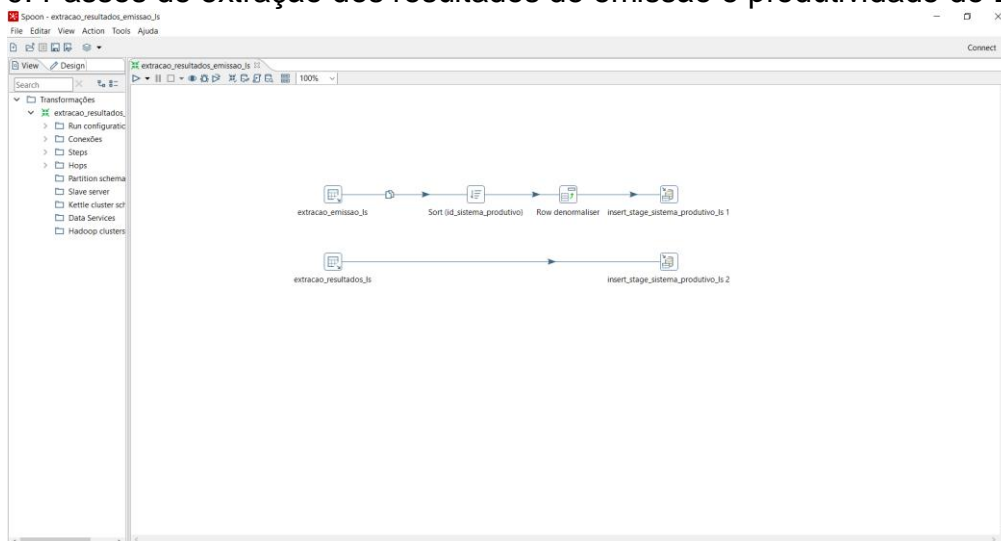 Passos de extração dos resultados de emissão e produtividade do
Spoon - extracao_resultados_emissao_ls
File Editar View Action Tools Ajuda
Connect
View Design
extracao_resultados_emissao_ls
Search
100%
Transformações
extracao_resultados_
Run configuratic
Conexões
Steps
Hops
Partition schema
Slave server
Kettle cluster sch
Data Services
Hadoop clusters
extracao_emissao_ls Sort (id_sistema_produtivo) Row denormaliser insert_stage_sistema_produtivo_ls 1
extracao_resultados_ls insert_stage_sistema_produtivo_ls 2